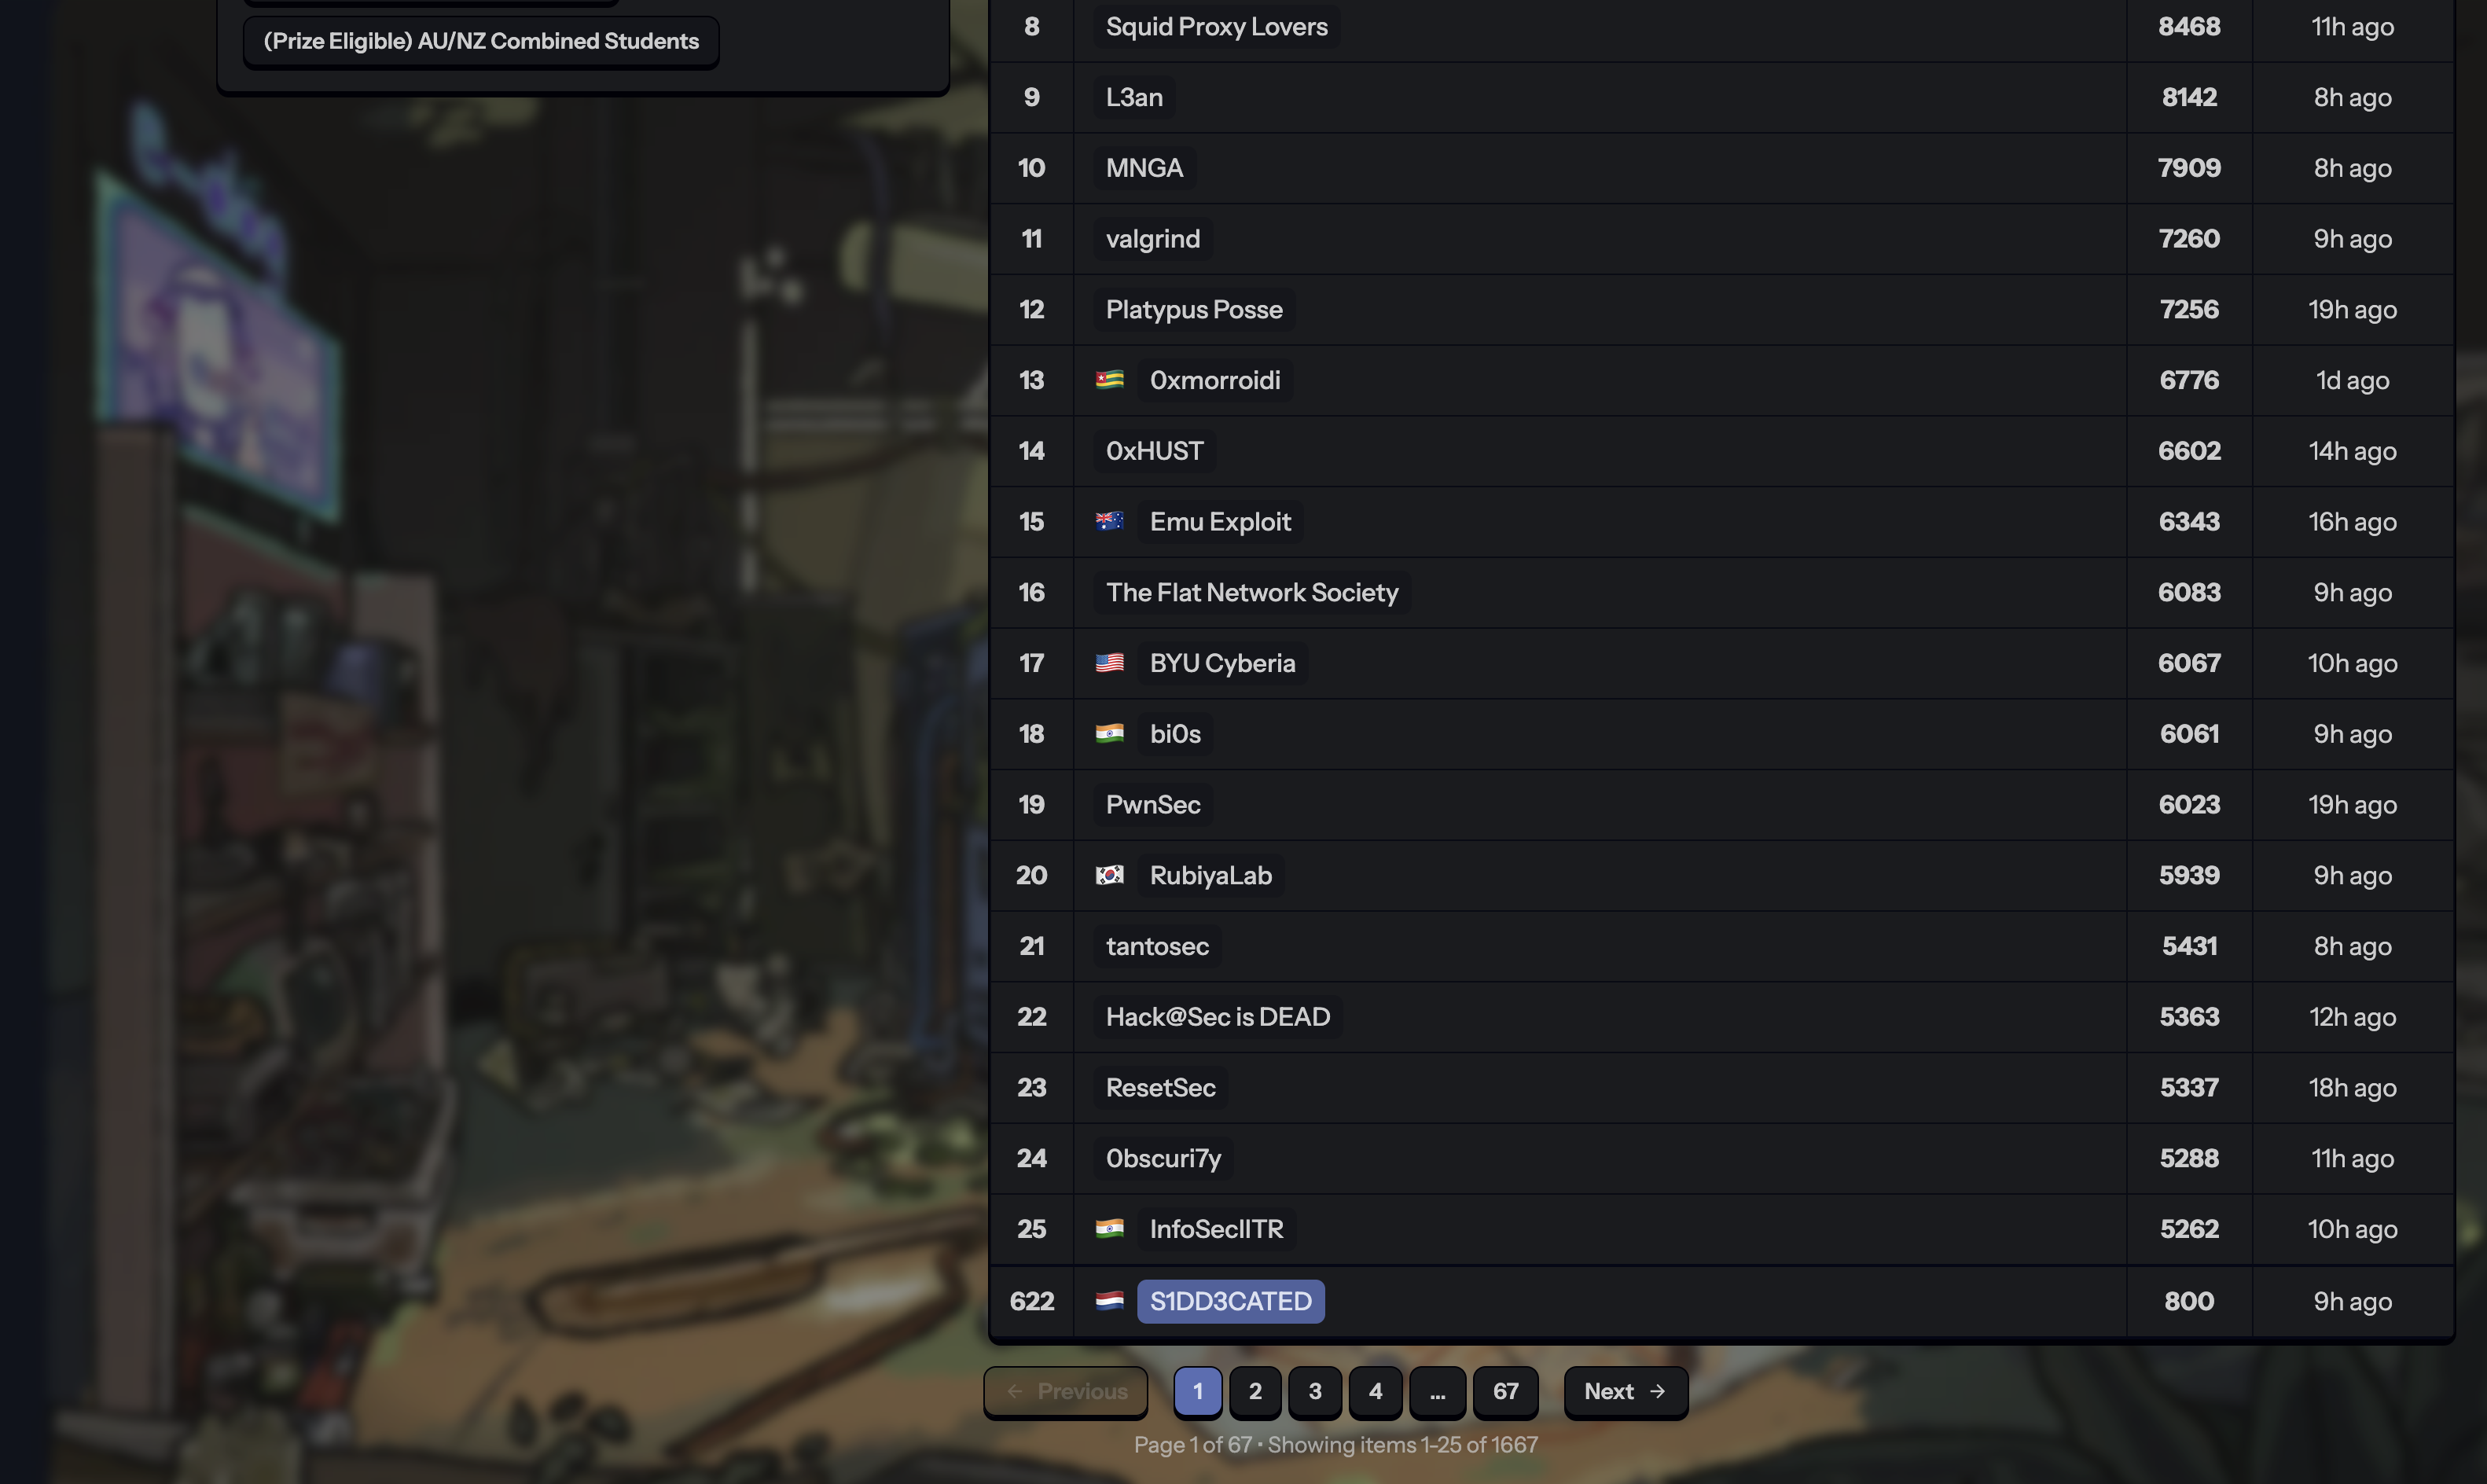 (Prize Eligible) AU/NZ Combined Students
8 Squid Proxy Lovers 8468 11h ago
9 L3an 8142 8h ago
10 MNGA 7909 8h ago
11 valgrind 7260 9h ago
12 Platypus Posse 7256 19h ago
13 0xmorroidi 6776 1d ago
14 0xHUST 6602 14h ago
15 Emu Exploit 6343 16h ago
16 The Flat Network Society 6083 9h ago
17 BYU Cyberia 6067 10h ago
18 bi0s 6061 9h ago
19 PwnSec 6023 19h ago
20 RubiyaLab 5939 9h ago
21 tantosec 5431 8h ago
22 Hack@Sec is DEAD 5363 12h ago
23 ResetSec 5337 18h ago
24 0bscuri7y 5288 11h ago
25 InfoSecIITR 5262 10h ago
622 S1DD3CATED 800 9h ago
← Previous 1 2 3 4 ... 67 Next →
Page 1 of 67 • Showing items 1-25 of 1667